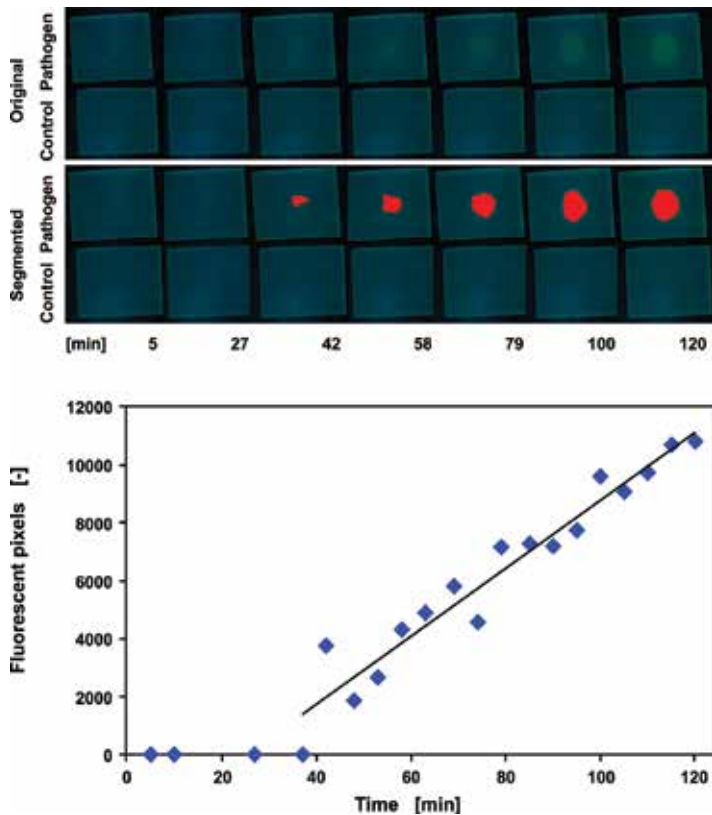 Original
Pathogen
Control
Segmented
Pathogen
Control
[min] 5 27 42 58 79 100 120
12000
10000
8000
6000
4000
2000
0
Fluorescent pixels [-]
0 20 40 60 80 100 120
Time [min]